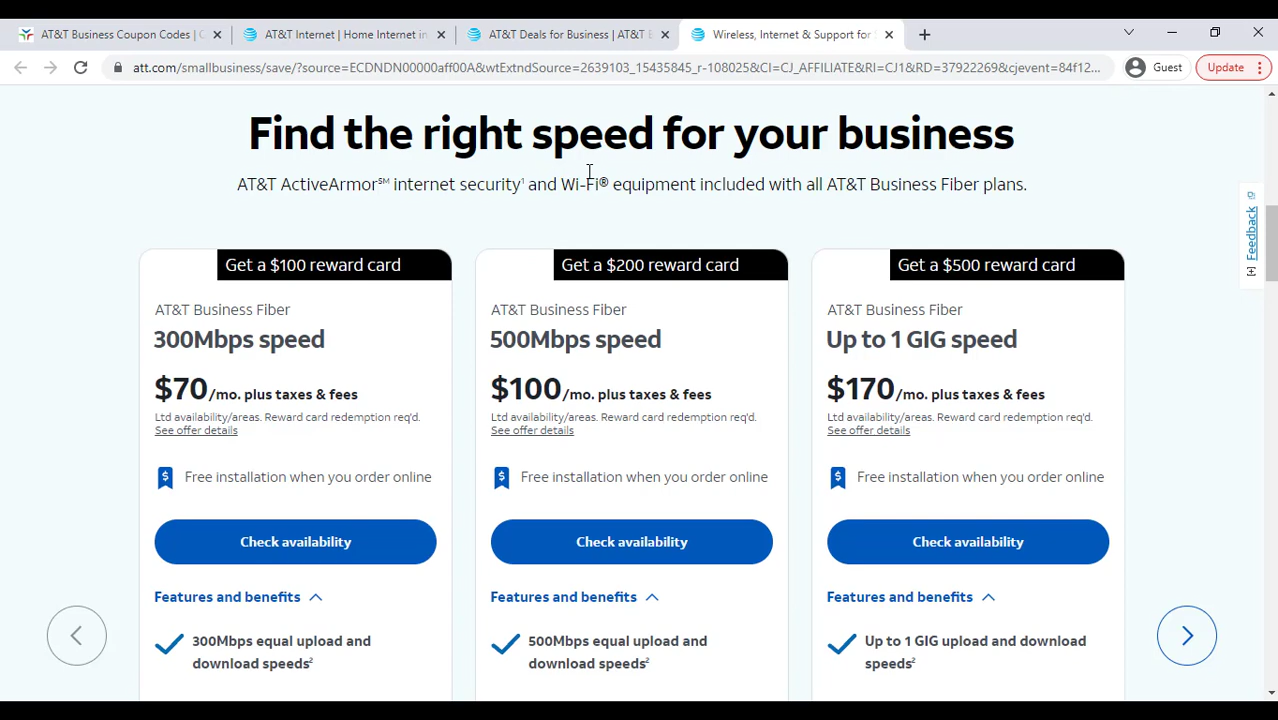 AT&T Business Coupon Codes | C
AT&T Internet | Home Internet in
AT&T Deals for Business | AT&T B
Wireless, Internet & Support for S
att.com/smallbusiness/save/?source=ECDNDN00000aff00A&wtExtndSource=2639103_15435845_r-108025&CI=CJ_AFFILIATE&RI=CJ1&RD=37922269&cjevent=84f12...
Guest
Update
Find the right speed for your business
AT&T ActiveArmor℠ internet security¹ and Wi-Fi® equipment included with all AT&T Business Fiber plans.
Feedback
Get a $100 reward card
AT&T Business Fiber
300Mbps speed
$70/mo. plus taxes & fees
Ltd availability/areas. Reward card redemption req'd.
See offer details
Free installation when you order online
Check availability
Features and benefits
300Mbps equal upload and
download speeds²
Get a $200 reward card
AT&T Business Fiber
500Mbps speed
$100/mo. plus taxes & fees
Ltd availability/areas. Reward card redemption req'd.
See offer details
Free installation when you order online
Check availability
Features and benefits
500Mbps equal upload and
download speeds²
Get a $500 reward card
AT&T Business Fiber
Up to 1 GIG speed
$170/mo. plus taxes & fees
Ltd availability/areas. Reward card redemption req'd.
See offer details
Free installation when you order online
Check availability
Features and benefits
Up to 1 GIG upload and download
speeds²